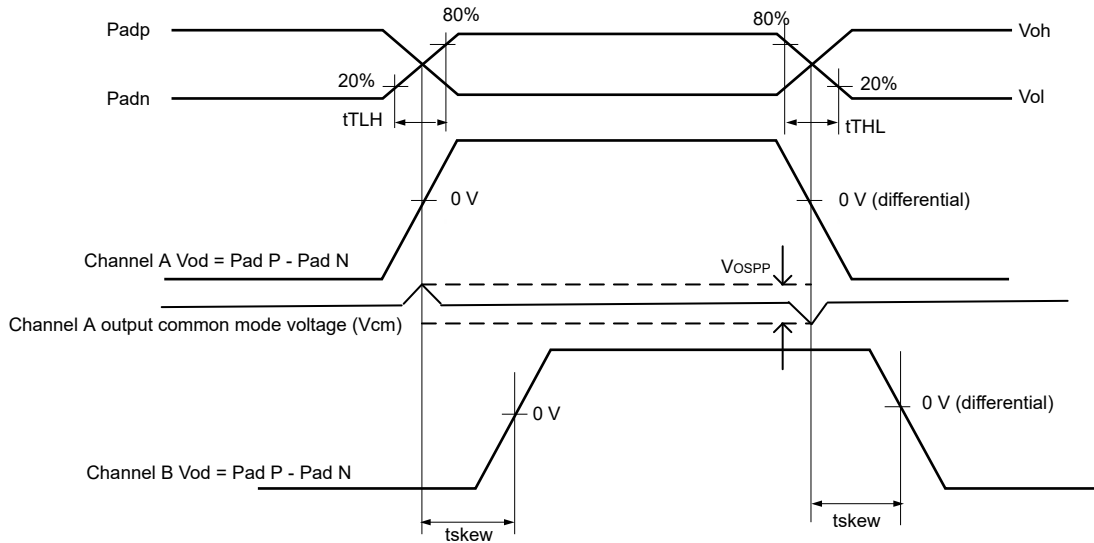 80%
80%
Padp
Voh
20%
20%
Padn
Vol
tTLH
tTHL
0 V
0 V (differential)
Channel A Vod = Pad P - Pad N
VOSPP
Channel A output common mode voltage (Vcm)
0 V
0 V (differential)
Channel B Vod = Pad P - Pad N
tskew
tskew